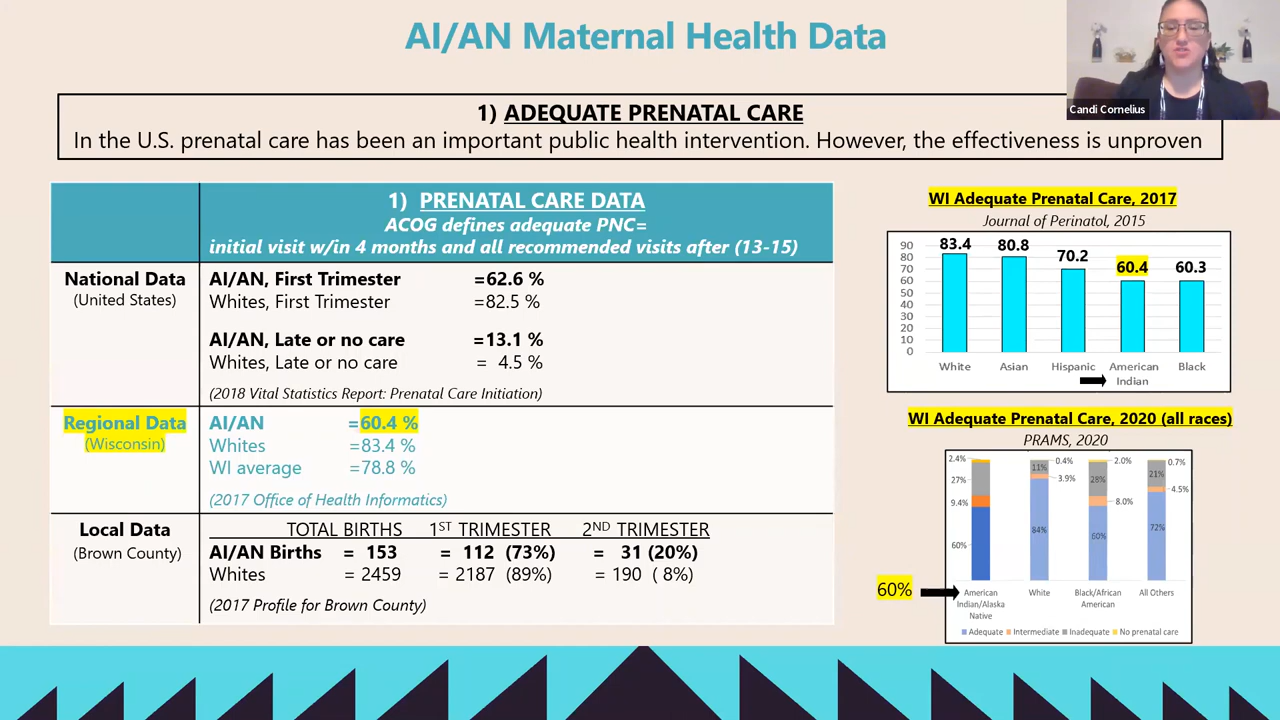 AI/AN Maternal Health Data
Candi Cornelius
1) ADEQUATE PRENATAL CARE
In the U.S. prenatal care has been an important public health intervention. However, the effectiveness is unproven
1) PRENATAL CARE DATA
ACOG defines adequate PNC=
initial visit w/in 4 months and all recommended visits after (13-15)
National Data
(United States)
AI/AN, First Trimester =62.6 %
Whites, First Trimester =82.5 %
AI/AN, Late or no care =13.1 %
Whites, Late or no care = 4.5 %
(2018 Vital Statistics Report: Prenatal Care Initiation)
Regional Data
(Wisconsin)
AI/AN =60.4 %
Whites =83.4 %
WI average =78.8 %
(2017 Office of Health Informatics)
Local Data
(Brown County)
TOTAL BIRTHS 1ST TRIMESTER 2ND TRIMESTER
AI/AN Births = 153 = 112 (73%) = 31 (20%)
Whites = 2459 = 2187 (89%) = 190 ( 8%)
(2017 Profile for Brown County)
WI Adequate Prenatal Care, 2017
Journal of Perinatol, 2015
90
80
70
60
50
40
30
20
10
0
83.4 80.8 70.2 60.4 60.3
White Asian Hispanic American Indian Black
WI Adequate Prenatal Care, 2020 (all races)
PRAMS, 2020
2.4%
27%
9.4%
60%
11% 0.4%
3.9%
84%
2.0%
28%
8.0%
60%
0.7%
21%
4.5%
72%
60%
American
Indian/Alaska
Native
White
Black/African
American
All Others
Adequate Intermediate Inadequate No prenatal care